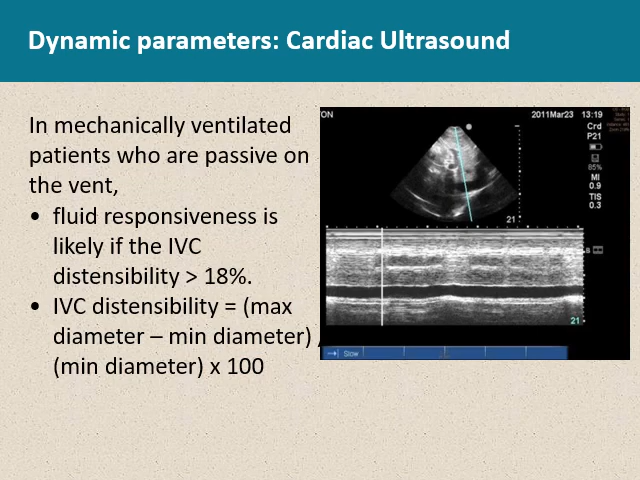 Dynamic parameters: Cardiac Ultrasound
In mechanically ventilated
patients who are passive on
the vent,
• fluid responsiveness is
likely if the IVC
distensibility > 18%.
• IVC distensibility = (max
diameter – min diameter) /
(min diameter) x 100
ON
2011Mar23 13:19
Crd
P21
85%
MI
0.9
TIS
0.3
21
21
Slow